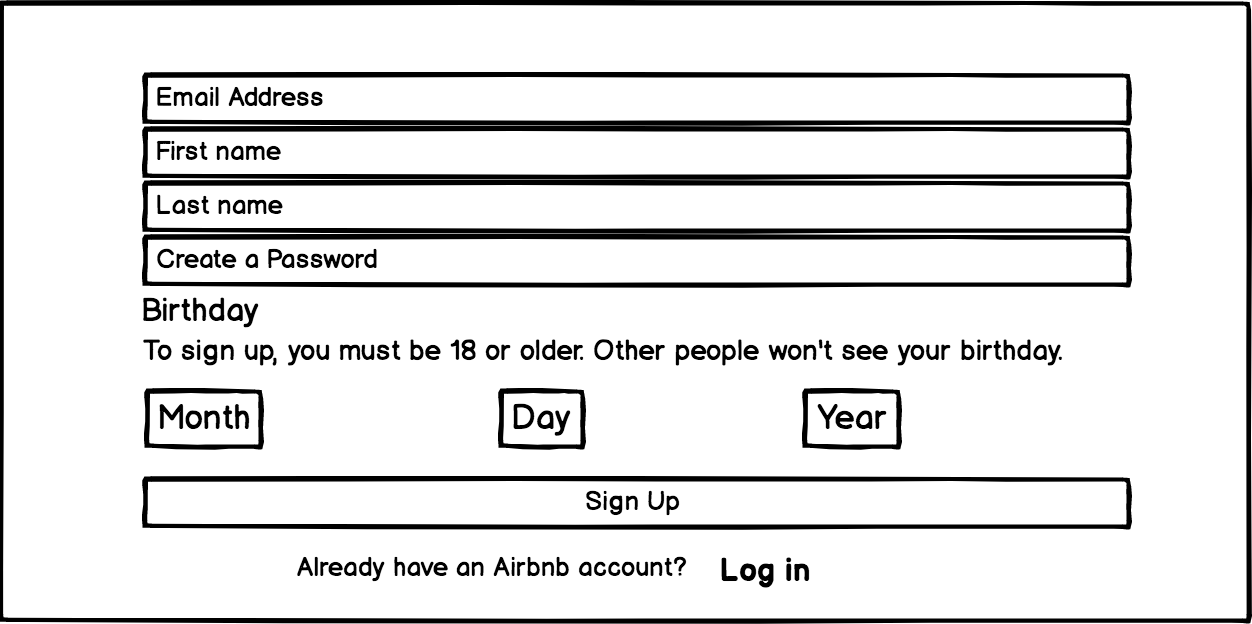 Email Address
First name
Last name
Create a Password
Birthday
To sign up, you must be 18 or older. Other people won't see your birthday.
Month Day Year
Sign Up
Already have an Airbnb account? Log in